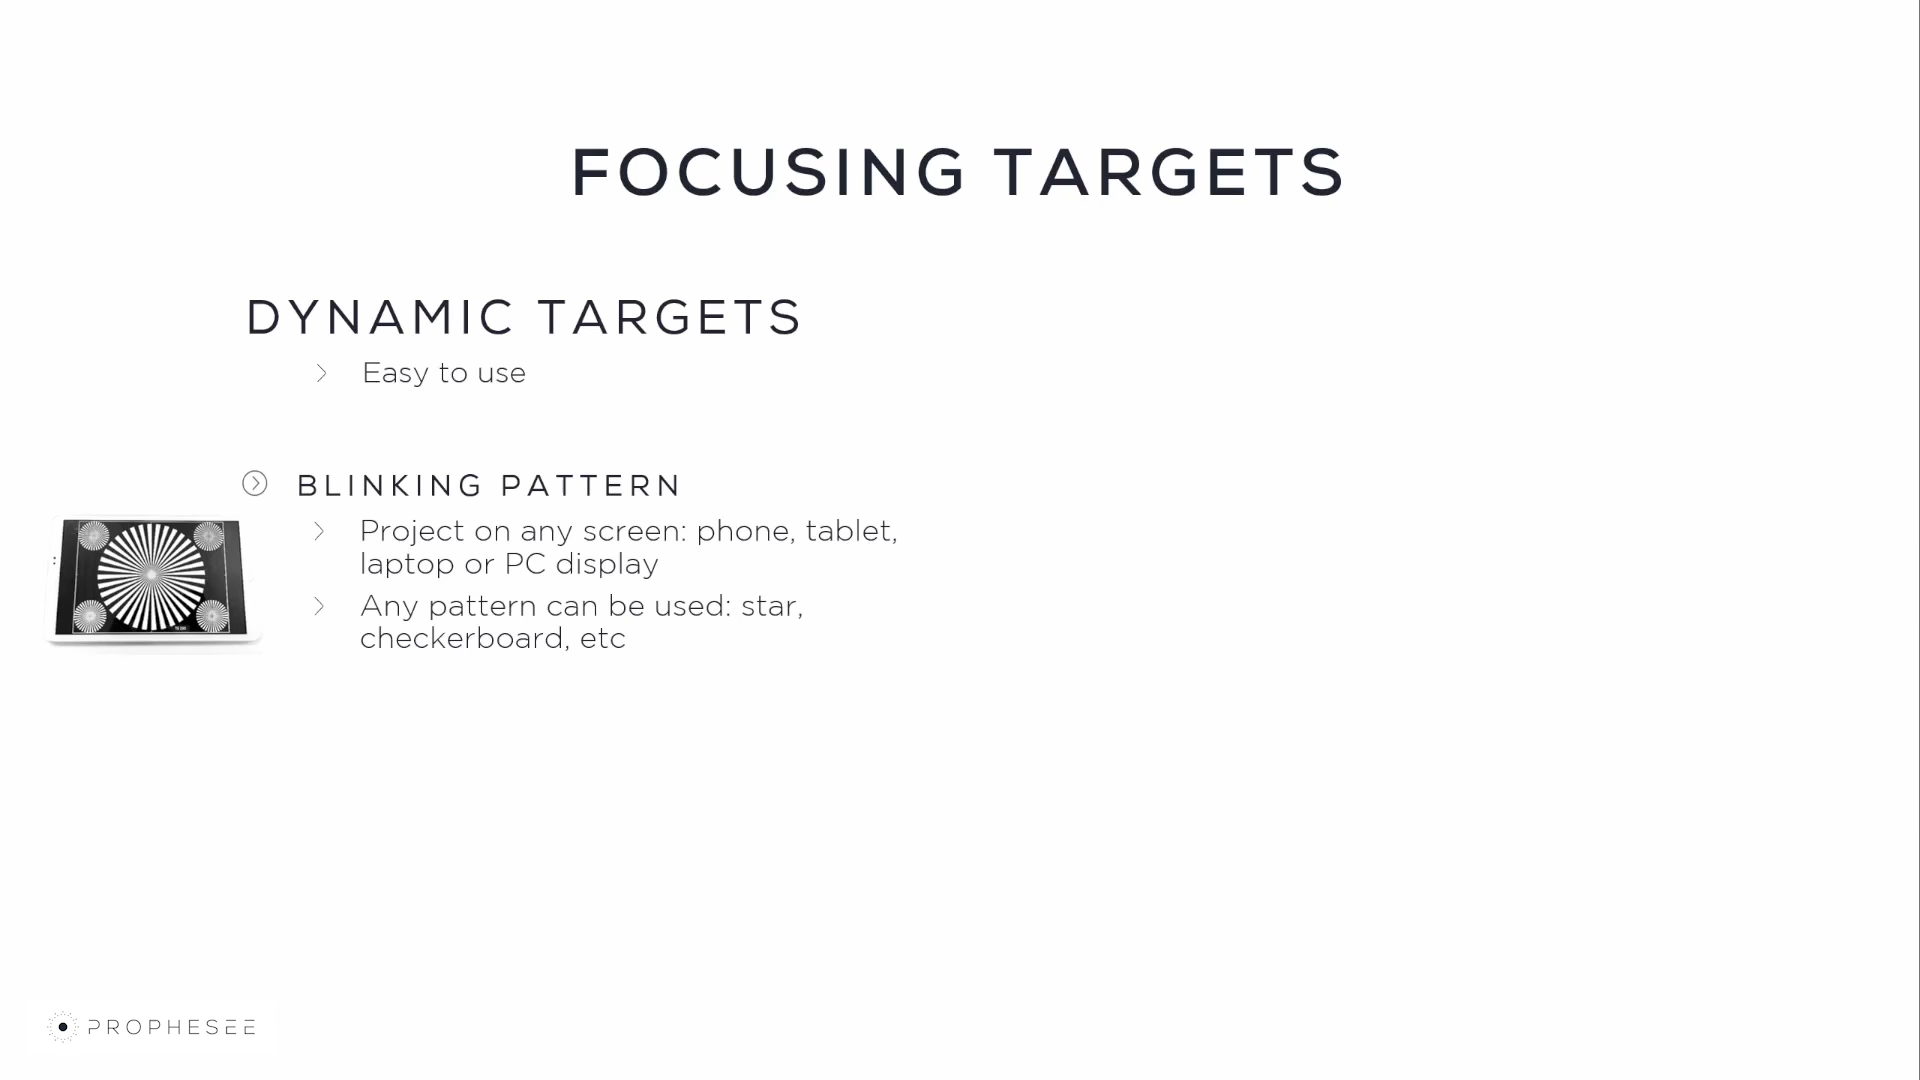 FOCUSING TARGETS
DYNAMIC TARGETS
Easy to use
BLINKING PATTERN
Project on any screen: phone, tablet,
laptop or PC display
Any pattern can be used: star,
checkerboard, etc
PROPHESEE